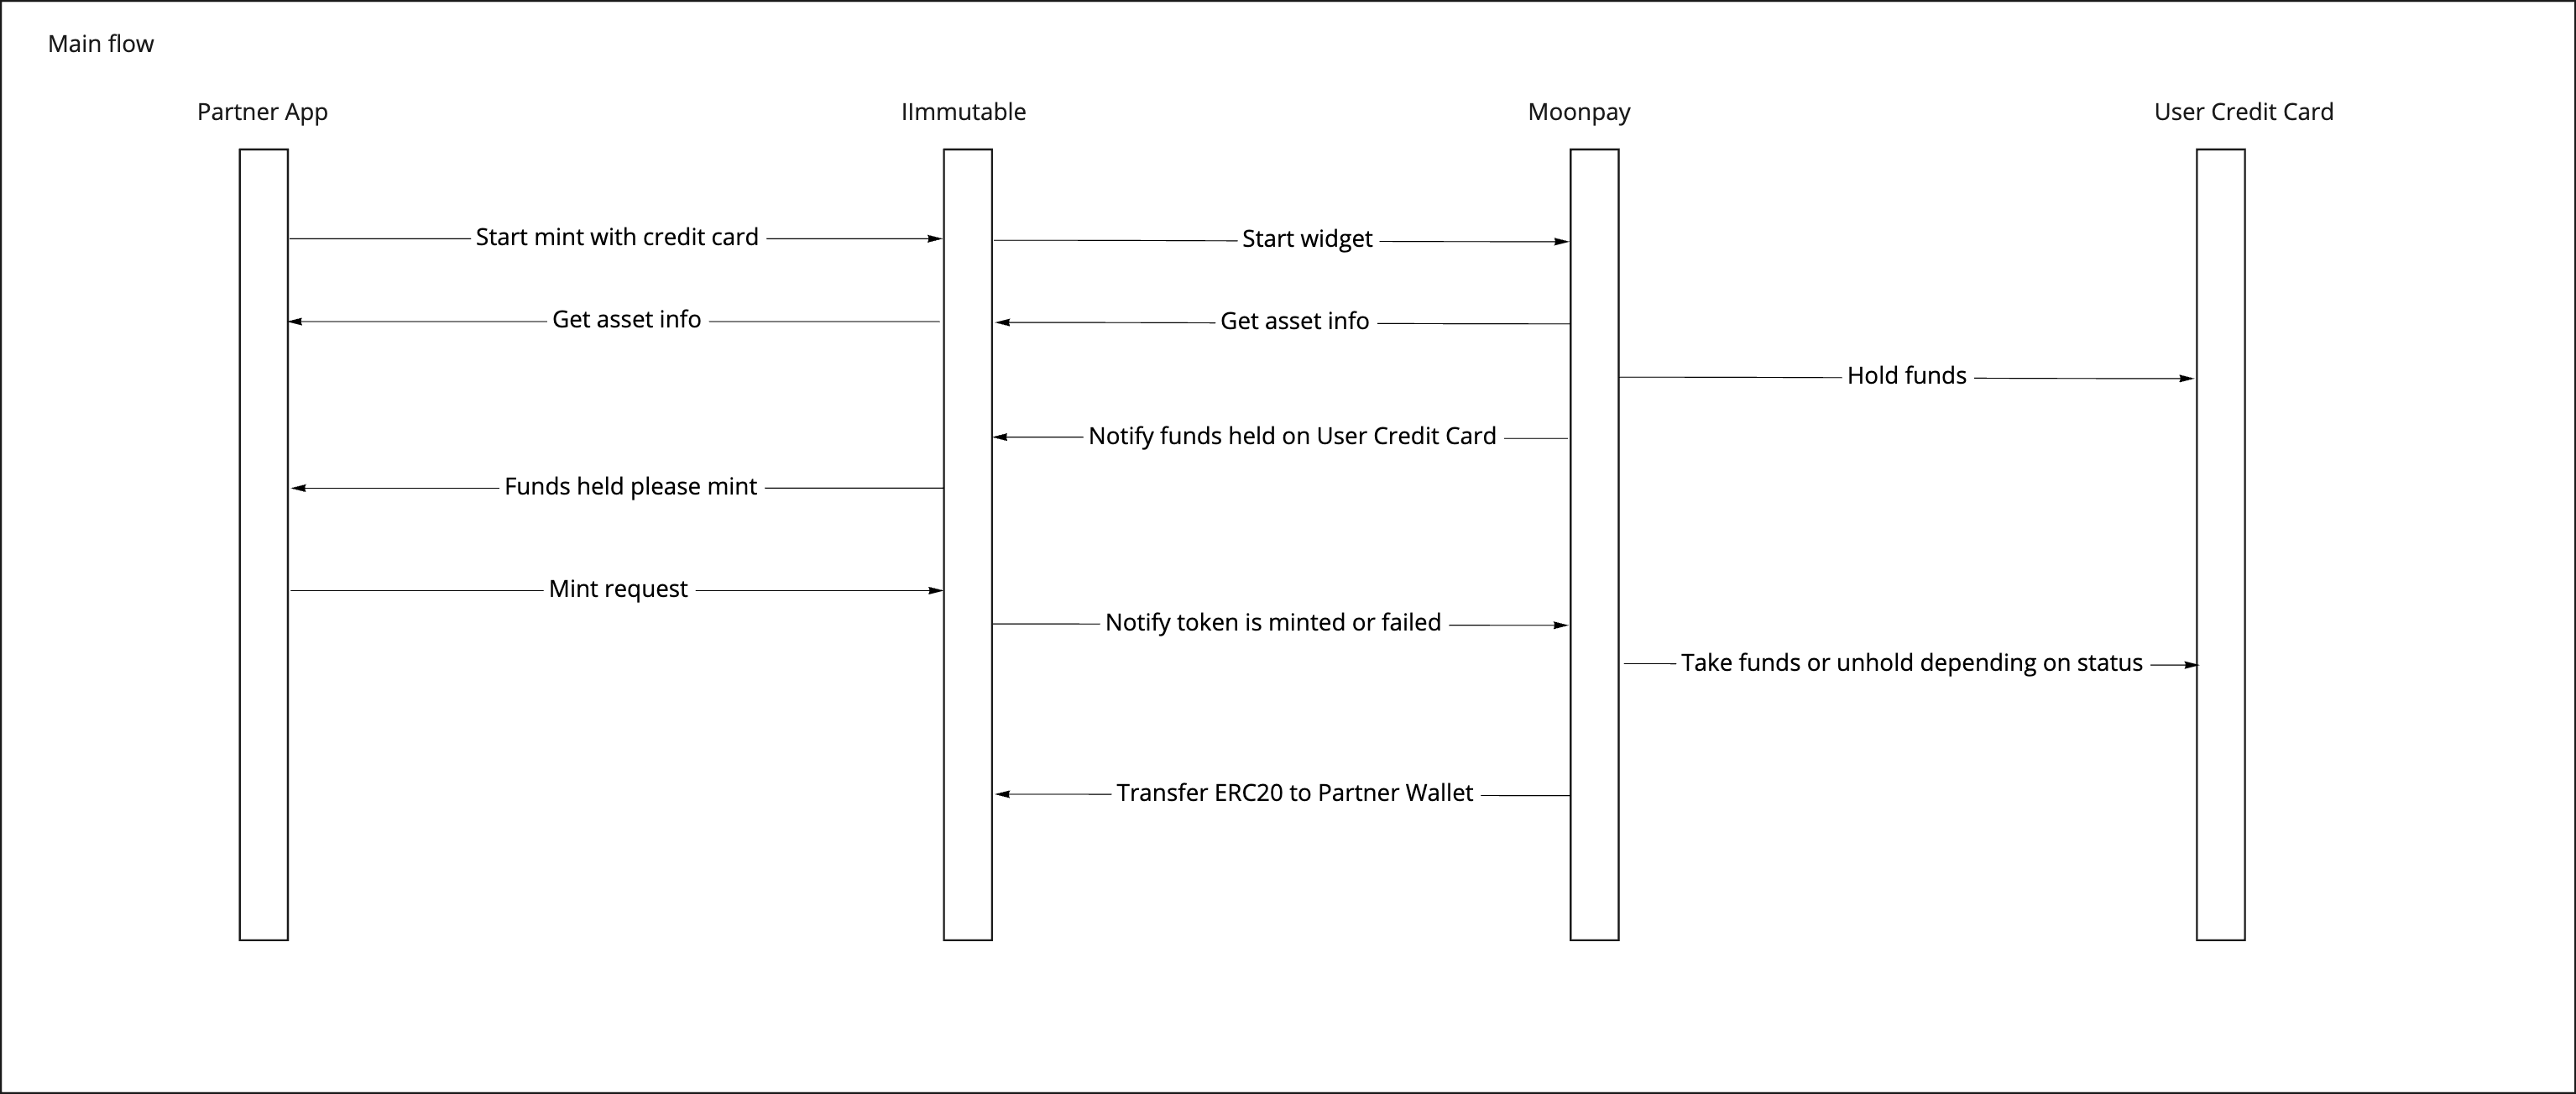 Main flow
Partner App
IImmutable
Moonpay
User Credit Card
Start mint with credit card
Start widget
Get asset info
Get asset info
Hold funds
Notify funds held on User Credit Card
Funds held please mint
Mint request
Notify token is minted or failed
Take funds or unhold depending on status
Transfer ERC20 to Partner Wallet